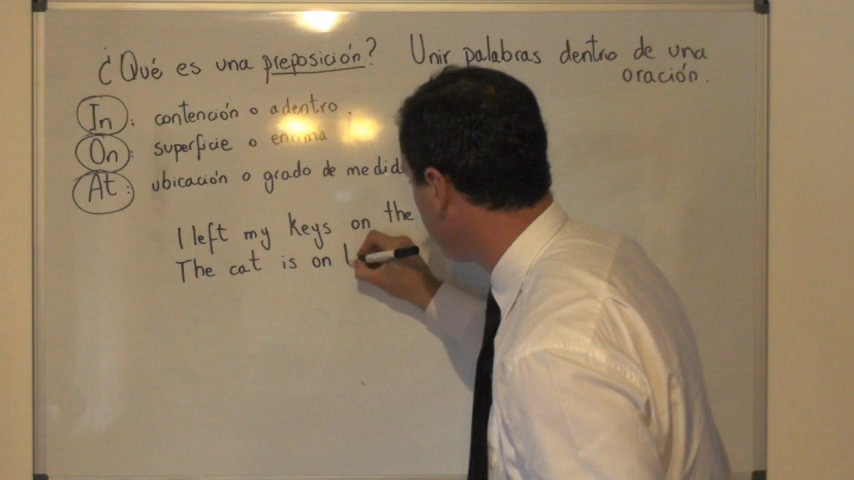 ¿Qué es una preposición? Unir palabras dentro de una
oración.
In: contención o adentro.
On: superficie o encima
At: ubicación o grado de medid
I left my keys on the
The cat is on